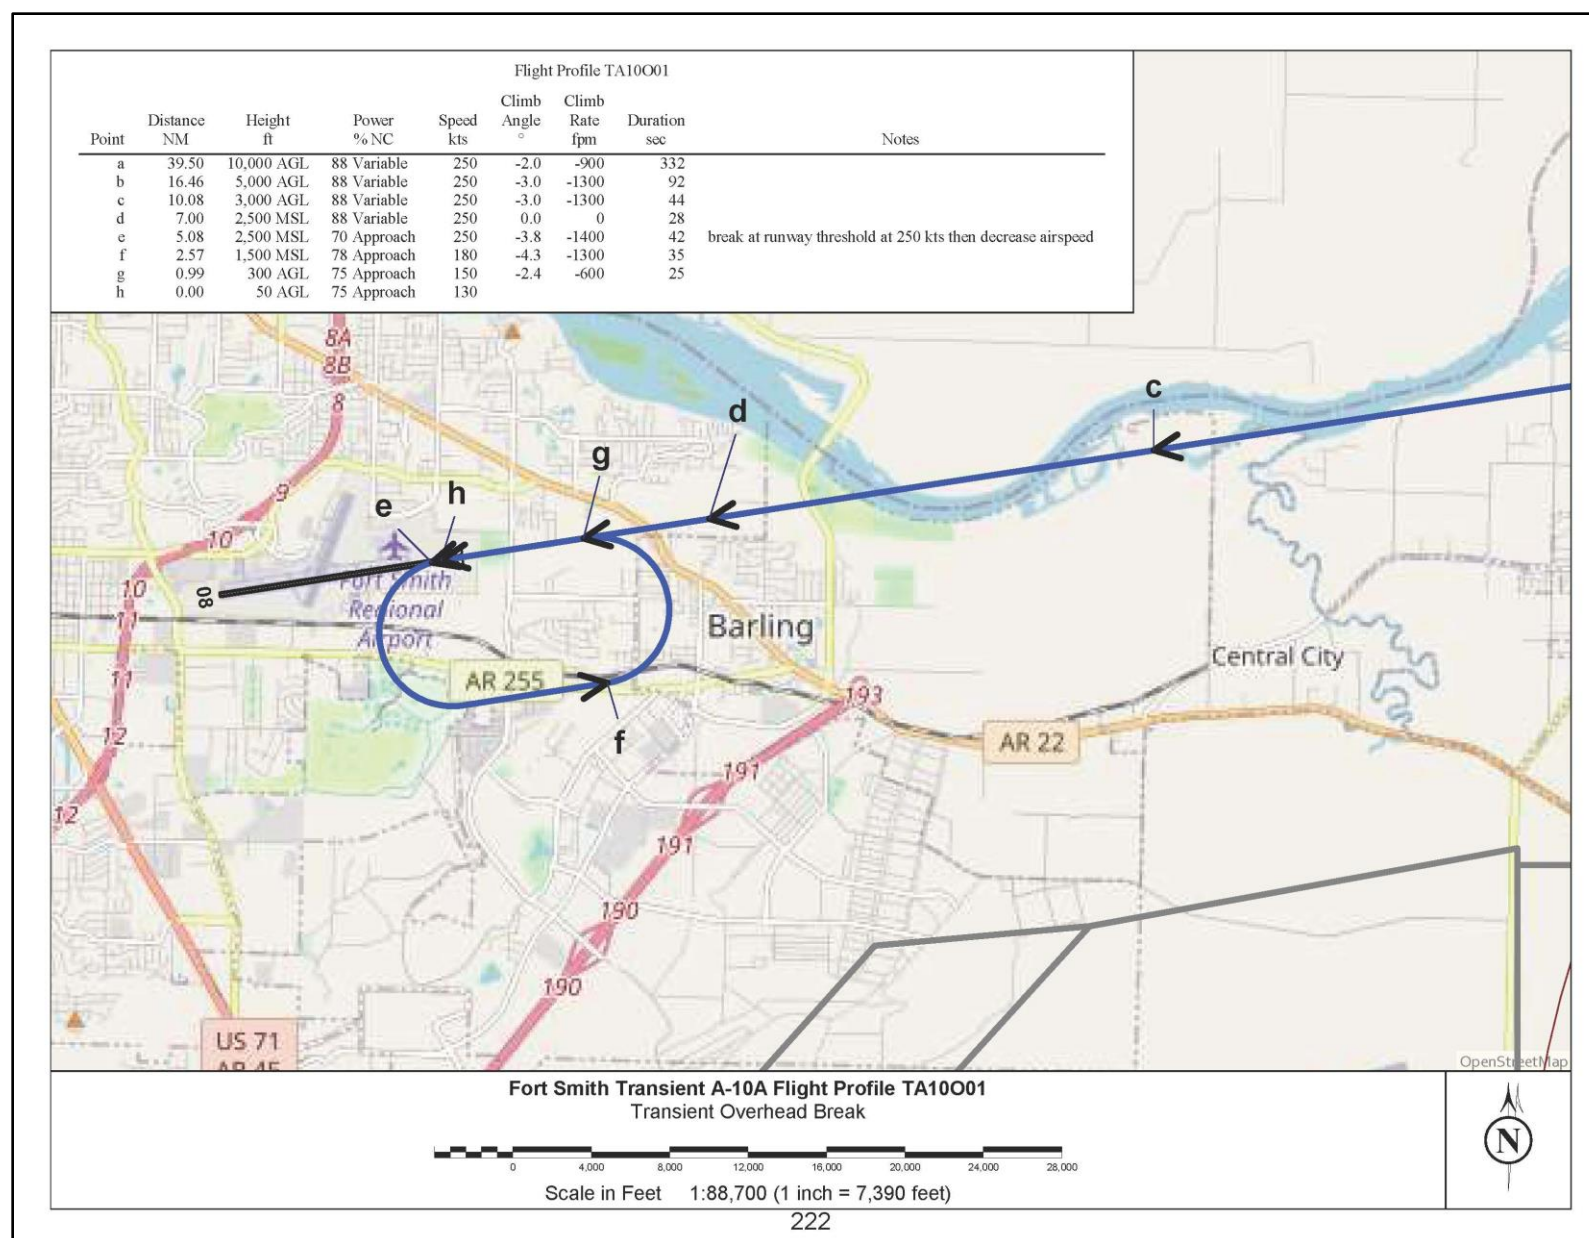 Flight Profile TA10O01
Point Distance NM Height ft Power % NC Speed kts Climb Angle ° Climb Rate fpm Duration sec Notes
a 39.50 10,000 AGL 88 Variable 250 -2.0 -900 332
b 16.46 5,000 AGL 88 Variable 250 -3.0 -1300 92
c 10.08 3,000 AGL 88 Variable 250 -3.0 -1300 44
d 7.00 2,500 MSL 88 Variable 250 0.0 0 28
e 5.08 2,500 MSL 70 Approach 250 -3.8 -1400 42 break at runway threshold at 250 kts then decrease airspeed
f 2.57 1,500 MSL 78 Approach 180 -4.3 -1300 35
g 0.99 300 AGL 75 Approach 150 -2.4 -600 25
h 0.00 50 AGL 75 Approach 130
8A
8B
8
c
d
g
9
h
e
10
10
08
Fort Smith
Regional
Airport
11
Barling
Central City
11
AR 255
193
12
f
AR 22
191
12
191
190
190
US 71
AR 45
OpenStreetMap
Fort Smith Transient A-10A Flight Profile TA10O01
Transient Overhead Break
0 4,000 8,000 12,000 16,000 20,000 24,000 28,000
Scale in Feet 1:88,700 (1 inch = 7,390 feet)
N
222